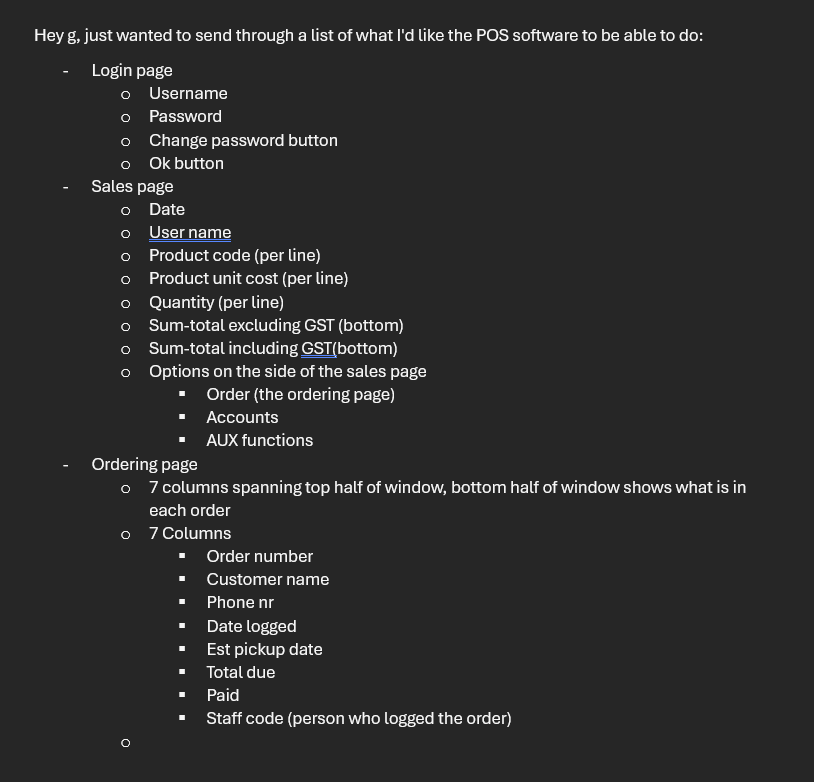 Hey g, just wanted to send through a list of what I'd like the POS software to be able to do:
- Login page
o Username
o Password
o Change password button
o Ok button
- Sales page
o Date
o User name
o Product code (per line)
o Product unit cost (per line)
o Quantity (per line)
o Sum-total excluding GST (bottom)
o Sum-total including GST(bottom)
o Options on the side of the sales page
▪ Order (the ordering page)
▪ Accounts
▪ AUX functions
- Ordering page
o 7 columns spanning top half of window, bottom half of window shows what is in
each order
o 7 Columns
▪ Order number
▪ Customer name
▪ Phone nr
▪ Date logged
▪ Est pickup date
▪ Total due
▪ Paid
▪ Staff code (person who logged the order)
o